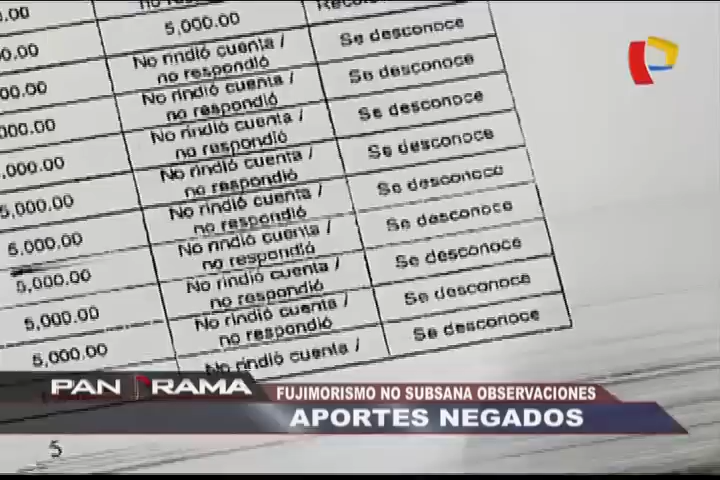 5,000.00
Se desconoce
No rindió cuenta /
no respondió
Se desconoce
No rindió cuenta /
no respondió
Se desconoce
No rindió cuenta /
no respondió
Se desconoce
No rindió cuenta /
no respondió
Se desconoce
5,000.00
No rindió cuenta /
no respondió
Se desconoce
5,000.00
No rindió cuenta /
no respondió
Se desconoce
5,000.00
No rindió cuenta /
no respondió
Se desconoce
5,000.00
No rindió cuenta /
no respondió
Se desconoce
5,000.00
No rindió cuenta /
PANORAMA
FUJIMORISMO NO SUBSANA OBSERVACIONES
APORTES NEGADOS
5